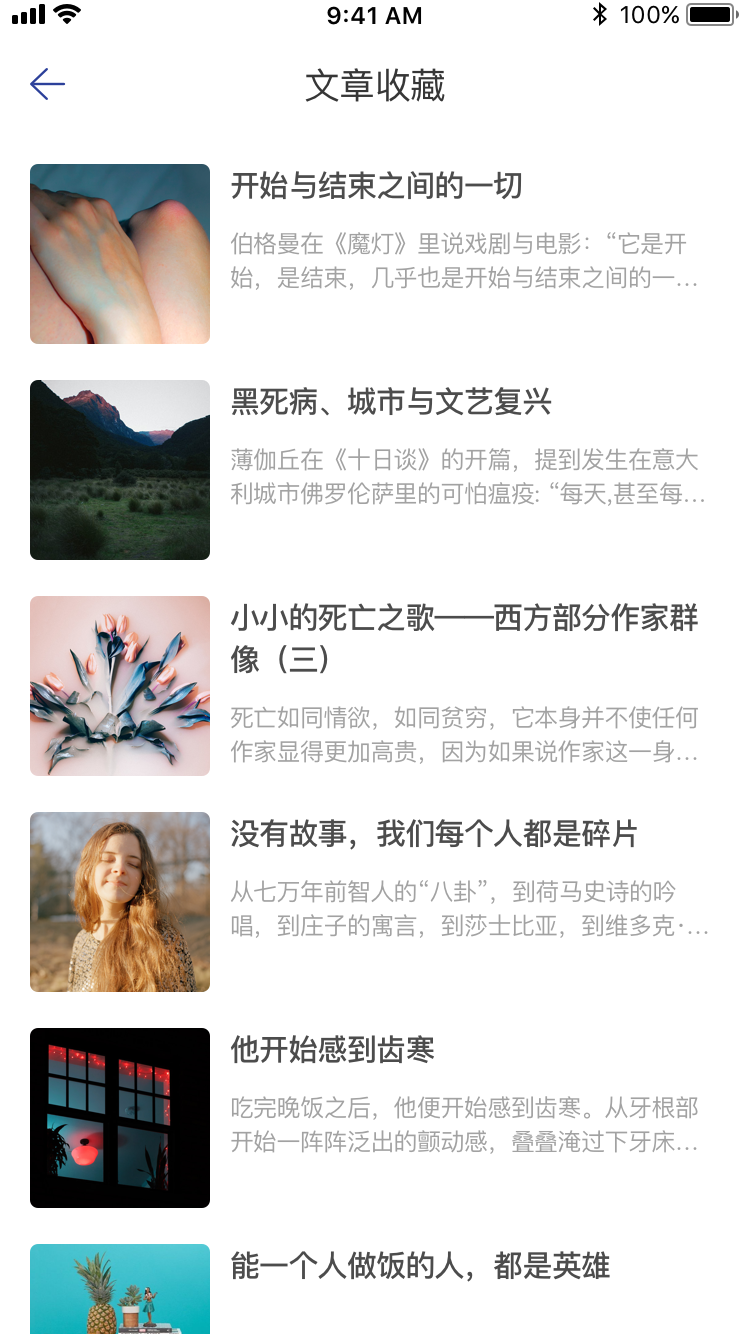 9:41 AM
100%
文章收藏
开始与结束之间的一切
伯格曼在《魔灯》里说戏剧与电影：“它是开
始，是结束，几乎也是开始与结束之间的一…
黑死病、城市与文艺复兴
薄伽丘在《十日谈》的开篇，提到发生在意大
利城市佛罗伦萨里的可怕瘟疫: “每天,甚至每…
小小的死亡之歌——西方部分作家群
像（三）
死亡如同情欲，如同贫穷，它本身并不使任何
作家显得更加高贵，因为如果说作家这一身…
没有故事，我们每个人都是碎片
从七万年前智人的“八卦”，到荷马史诗的吟
唱，到庄子的寓言，到莎士比亚，到维多克·…
他开始感到齿寒
吃完晚饭之后，他便开始感到齿寒。从牙根部
开始一阵阵泛出的颤动感，叠叠淹过下牙床…
能一个人做饭的人，都是英雄